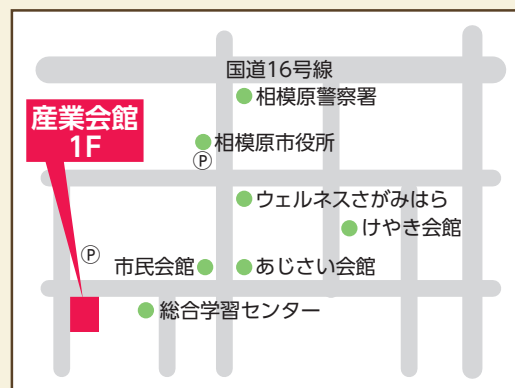 国道16号線
相模原警察署
産業会館
1F
相模原市役所
P
ウェルネスさがみはら
けやき会館
P
市民会館
あじさい会館
総合学習センター